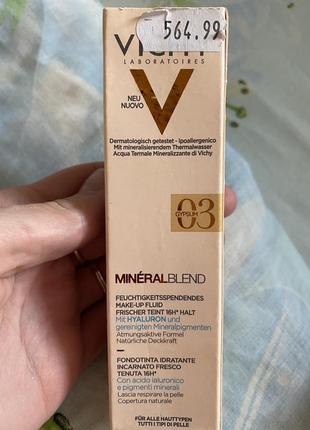 VICHY
564.99
LABORATOIRES
V
NEU
NUOVO
Dermatologisch getestet - Ipoallergenico
Mit mineralisierendem Thermalwasser
Acqua Termale Mineralizzante di Vichy
GYPSUM 03
MINÉRALBLEND
FEUCHTIGKEITSSPENDENDES
MAKE-UP FLUID
FRISCHER TEINT 16H* HALT
Mit HYALURON und
gereinigten Mineralpigmenten
Atmungsaktive Formel
Natürliche Deckkraft
FONDOTINTA IDRATANTE
INCARNATO FRESCO
TENUTA 16H*
Con acido ialuronico
e pigmenti minerali
Lascia respirare la pelle
Copertura naturale
FÜR ALLE HAUTTYPEN
TUTTI I TIPI DI PELLE